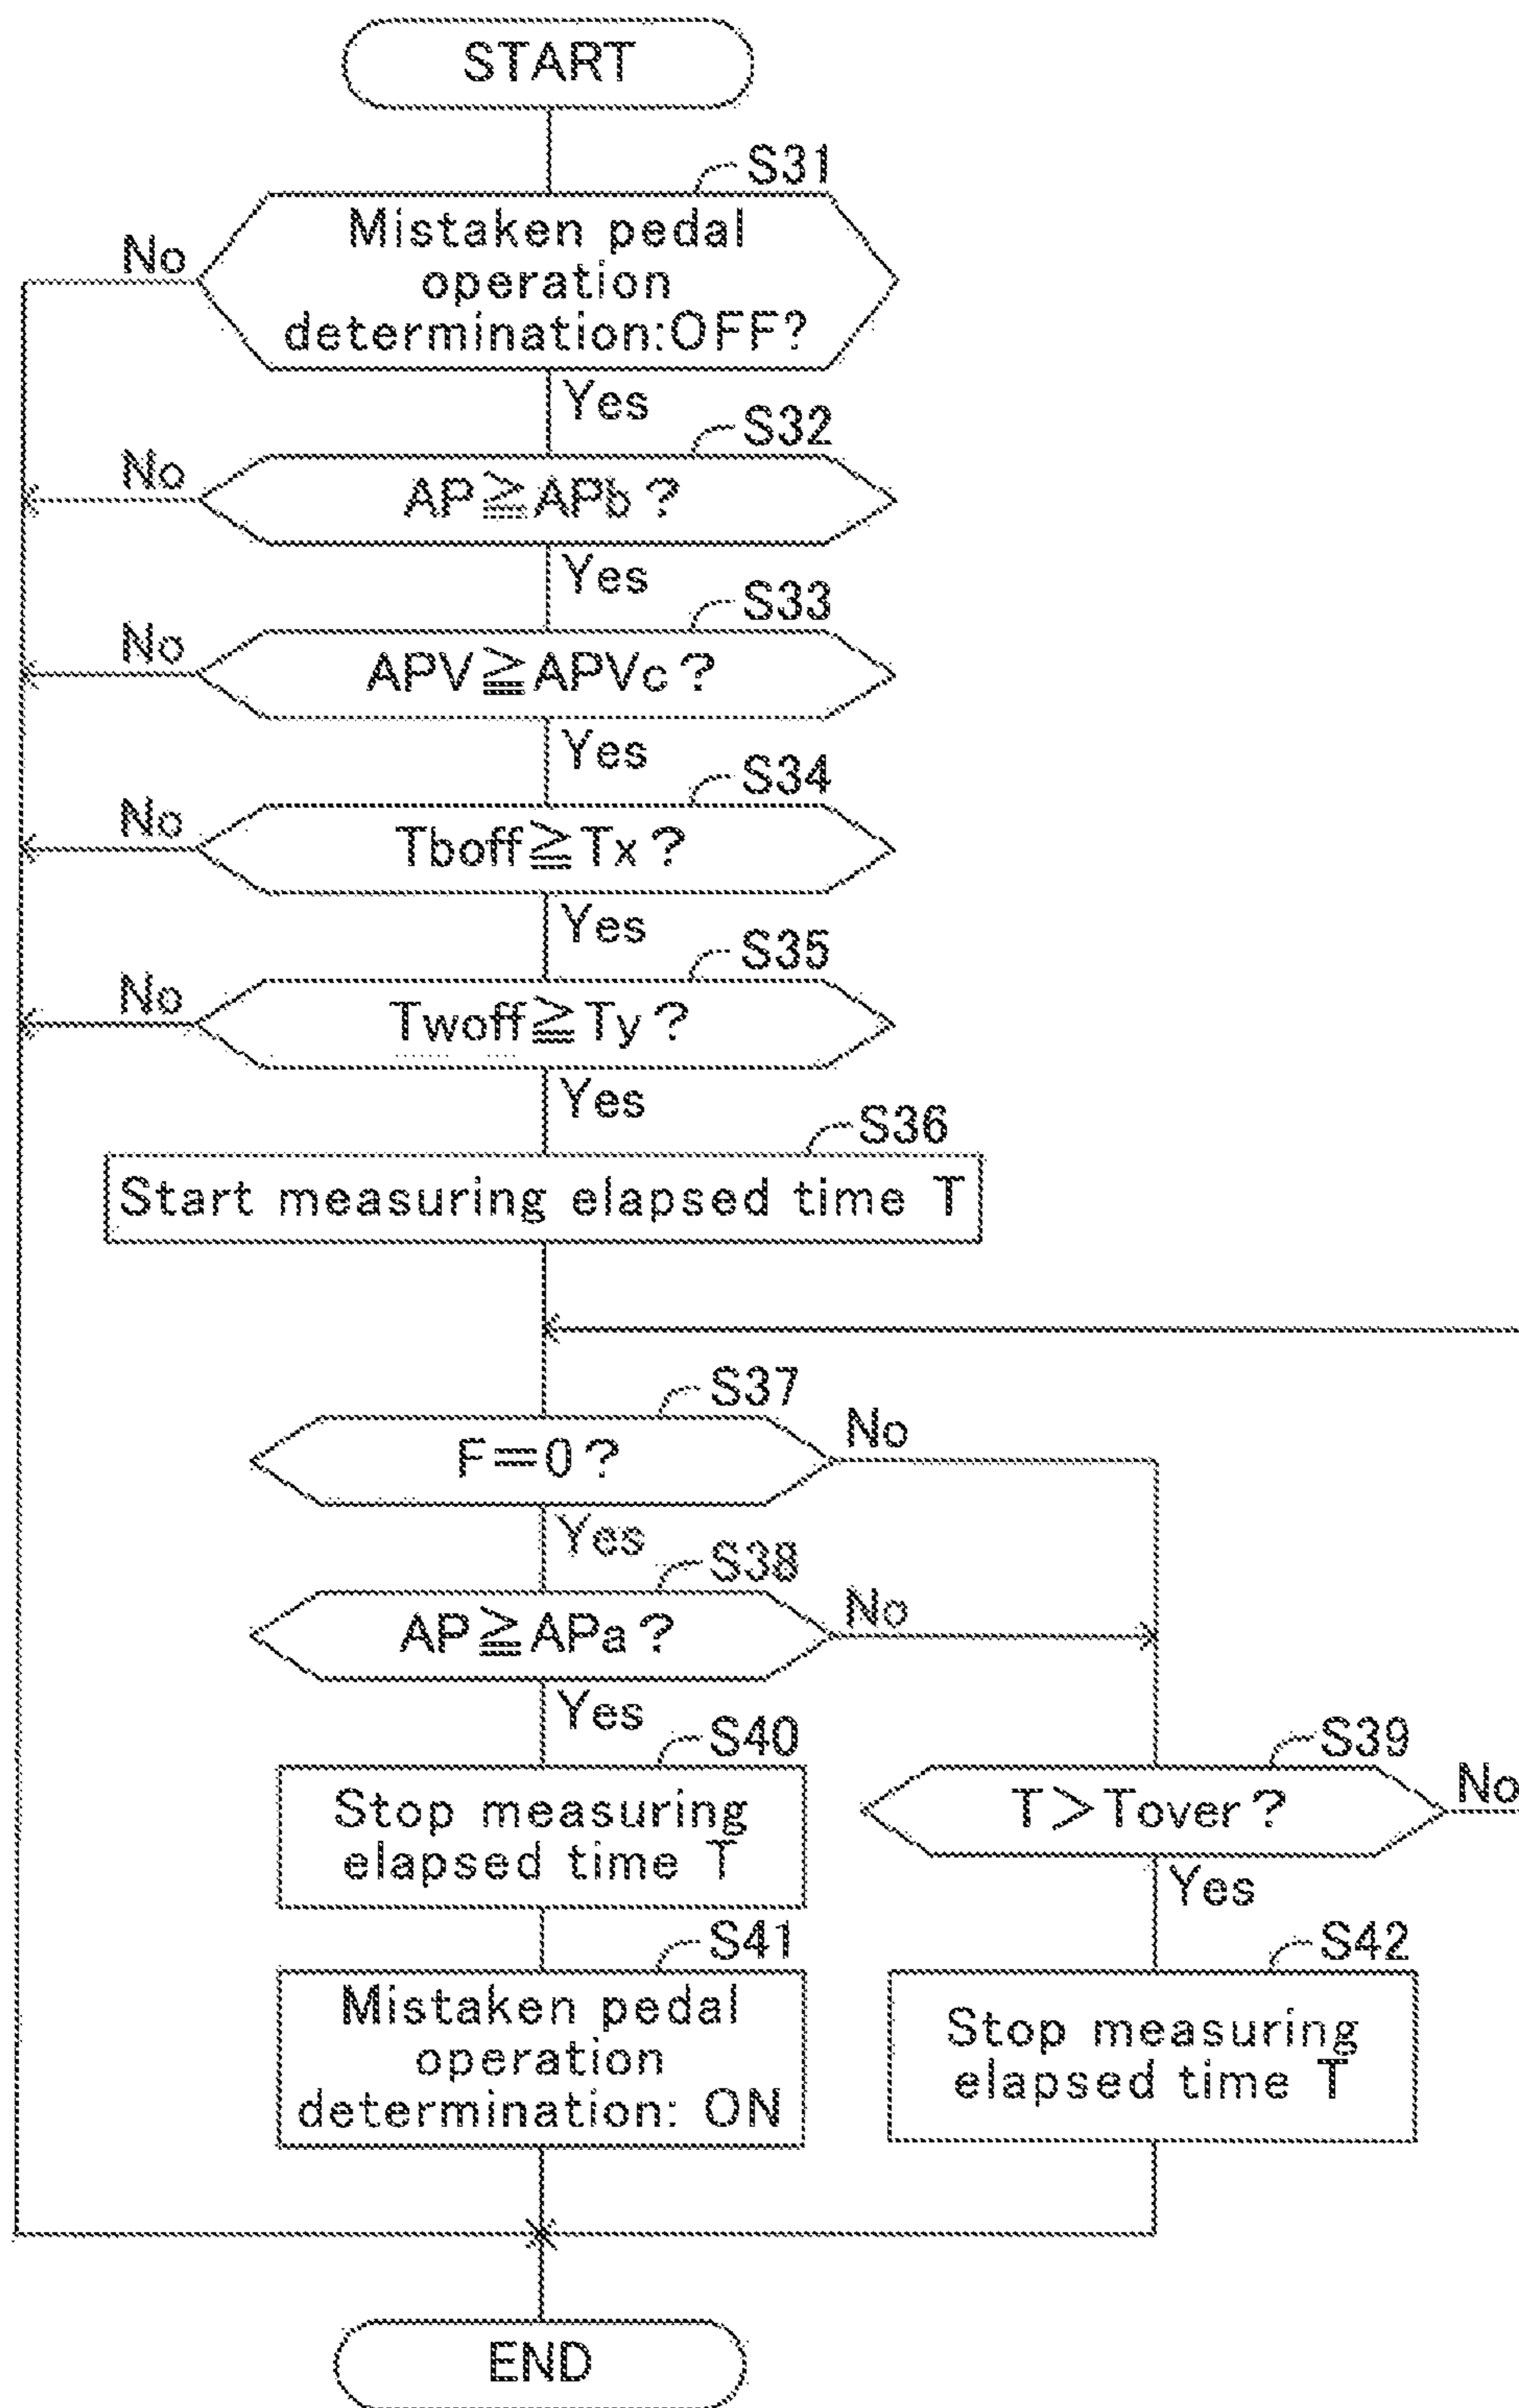 START
S31
Mistaken pedal
operation
determination:OFF?
No
Yes
S32
AP≧APb?
No
Yes
S33
APV≧APVc?
No
Yes
S34
Tboff≧Tx?
No
Yes
S35
Twoff≧Ty?
No
Yes
S36
Start measuring elapsed time T
S37
F=0?
No
Yes
S38
AP≧APa?
No
Yes
S40
Stop measuring
elapsed time T
S39
T>Tover?
No
Yes
S41
Mistaken pedal
operation
determination: ON
S42
Stop measuring
elapsed time T
END